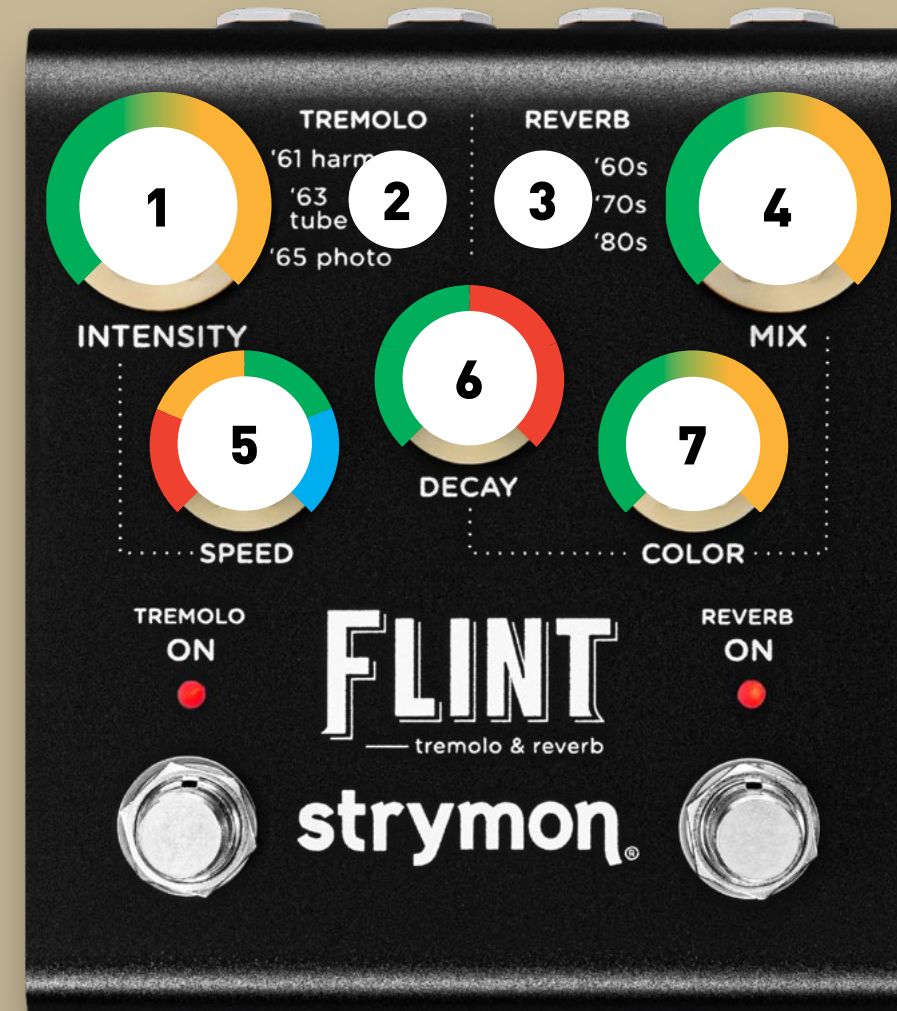 TREMOLO
REVERB
‘61 harm
‘63
tube
‘65 photo
‘60s
‘70s
‘80s
1
2
3
4
INTENSITY
MIX
5
6
7
DECAY
SPEED
COLOR
TREMOLO
ON
REVERB
ON
FLINT
tremolo & reverb
strymon®